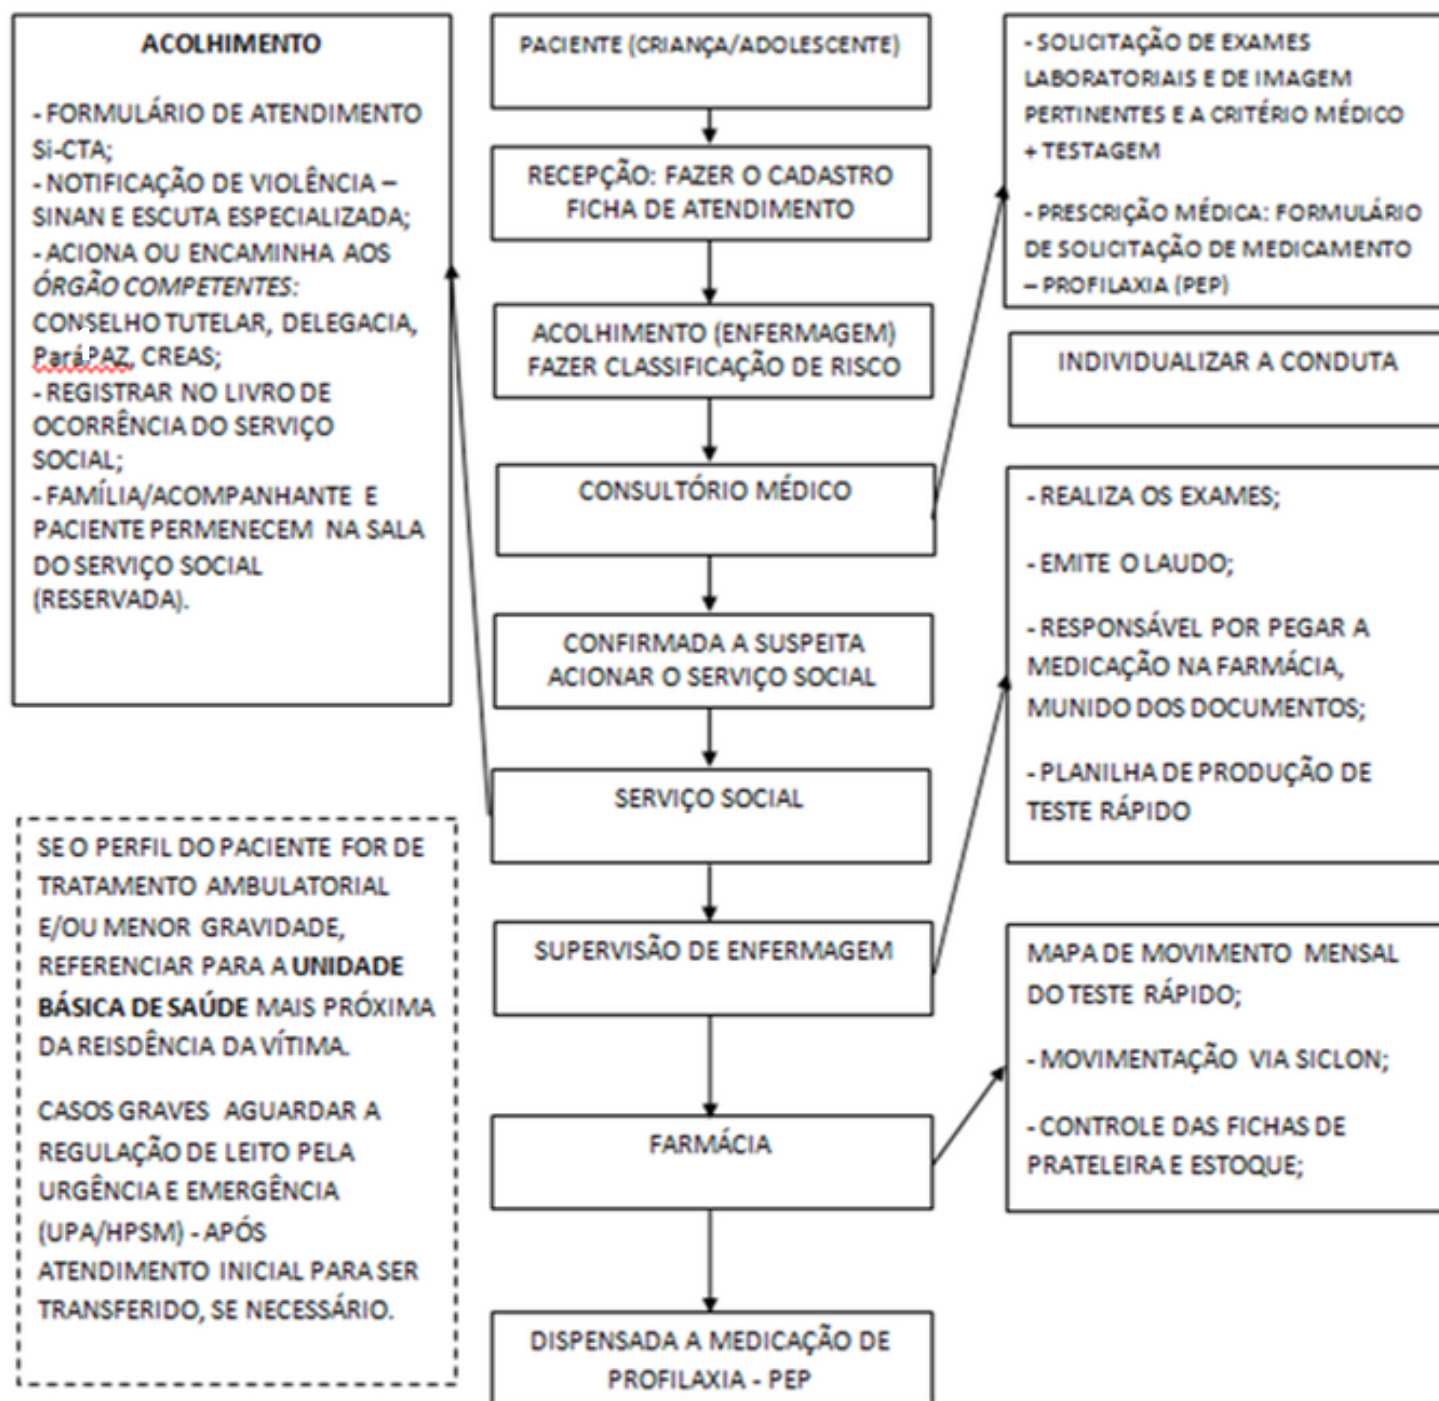 ACOLHIMENTO
- FORMULÁRIO DE ATENDIMENTO
Si-CTA;
- NOTIFICAÇÃO DE VIOLÊNCIA –
SINAN E ESCUTA ESPECIALIZADA;
- ACIONA OU ENCAMINHA AOS
ÓRGÃO COMPETENTES:
CONSELHO TUTELAR, DELEGACIA,
ParáPAZ, CREAS;
- REGISTRAR NO LIVRO DE
OCORRÊNCIA DO SERVIÇO
SOCIAL;
- FAMÍLIA/ACOMPANHANTE E
PACIENTE PERMENECEM NA SALA
DO SERVIÇO SOCIAL
(RESERVADA).
SE O PERFIL DO PACIENTE FOR DE
TRATAMENTO AMBULATORIAL
E/OU MENOR GRAVIDADE,
REFERENCIAR PARA A UNIDADE
BÁSICA DE SAÚDE MAIS PRÓXIMA
DA REISDÊNCIA DA VÍTIMA.
CASOS GRAVES AGUARDAR A
REGULAÇÃO DE LEITO PELA
URGÊNCIA E EMERGÊNCIA
(UPA/HPSM) - APÓS
ATENDIMENTO INICIAL PARA SER
TRANSFERIDO, SE NECESSÁRIO.
PACIENTE (CRIANÇA/ADOLESCENTE)
RECEPÇÃO: FAZER O CADASTRO
FICHA DE ATENDIMENTO
ACOLHIMENTO (ENFERMAGEM)
FAZER CLASSIFICAÇÃO DE RISCO
CONSULTÓRIO MÉDICO
CONFIRMADA A SUSPEITA
ACIONAR O SERVIÇO SOCIAL
SERVIÇO SOCIAL
SUPERVISÃO DE ENFERMAGEM
FARMÁCIA
DISPENSADA A MEDICAÇÃO DE
PROFILAXIA - PEP
- SOLICITAÇÃO DE EXAMES
LABORATORIAIS E DE IMAGEM
PERTINENTES E A CRITÉRIO MÉDICO
+ TESTAGEM
- PRESCRIÇÃO MÉDICA: FORMULÁRIO
DE SOLICITAÇÃO DE MEDICAMENTO
– PROFILAXIA (PEP)
INDIVIDUALIZAR A CONDUTA
- REALIZA OS EXAMES;
- EMITE O LAUDO;
- RESPONSÁVEL POR PEGAR A
MEDICAÇÃO NA FARMÁCIA,
MUNIDO DOS DOCUMENTOS;
- PLANILHA DE PRODUÇÃO DE
TESTE RÁPIDO
MAPA DE MOVIMENTO MENSAL
DO TESTE RÁPIDO;
- MOVIMENTAÇÃO VIA SICLON;
- CONTROLE DAS FICHAS DE
PRATELEIRA E ESTOQUE;